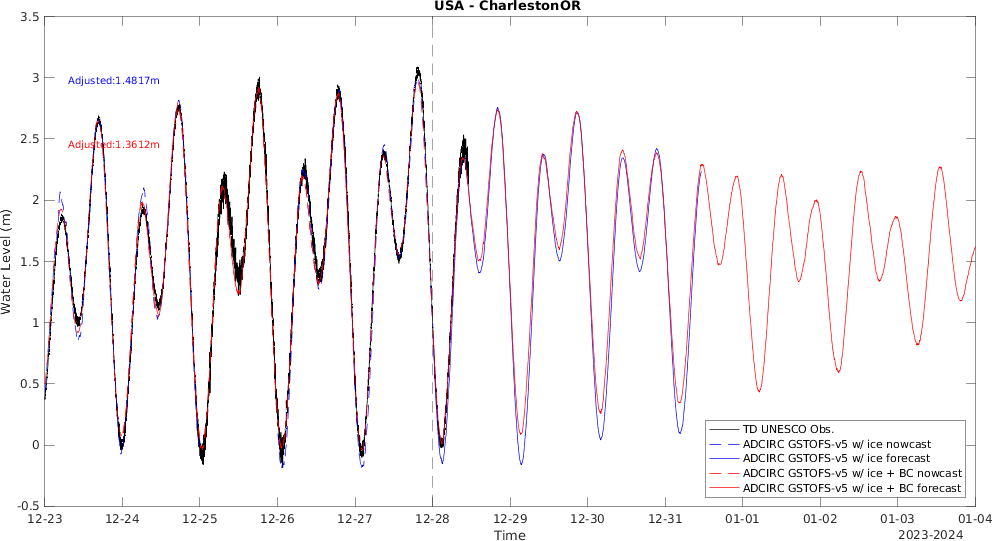 USA - CharlestonOR
3.5
3
2.5
2
1.5
1
0.5
0
-0.5
Water Level (m)
Adjusted:1.4817m
Adjusted:1.3612m
TD UNESCO Obs.
ADCIRC GSTOFS-v5 w/ ice nowcast
ADCIRC GSTOFS-v5 w/ ice forecast
ADCIRC GSTOFS-v5 w/ ice + BC nowcast
ADCIRC GSTOFS-v5 w/ ice + BC forecast
12-23 12-24 12-25 12-26 12-27 12-28 12-29 12-30 12-31 01-01 01-02 01-03 01-04
Time
2023-2024